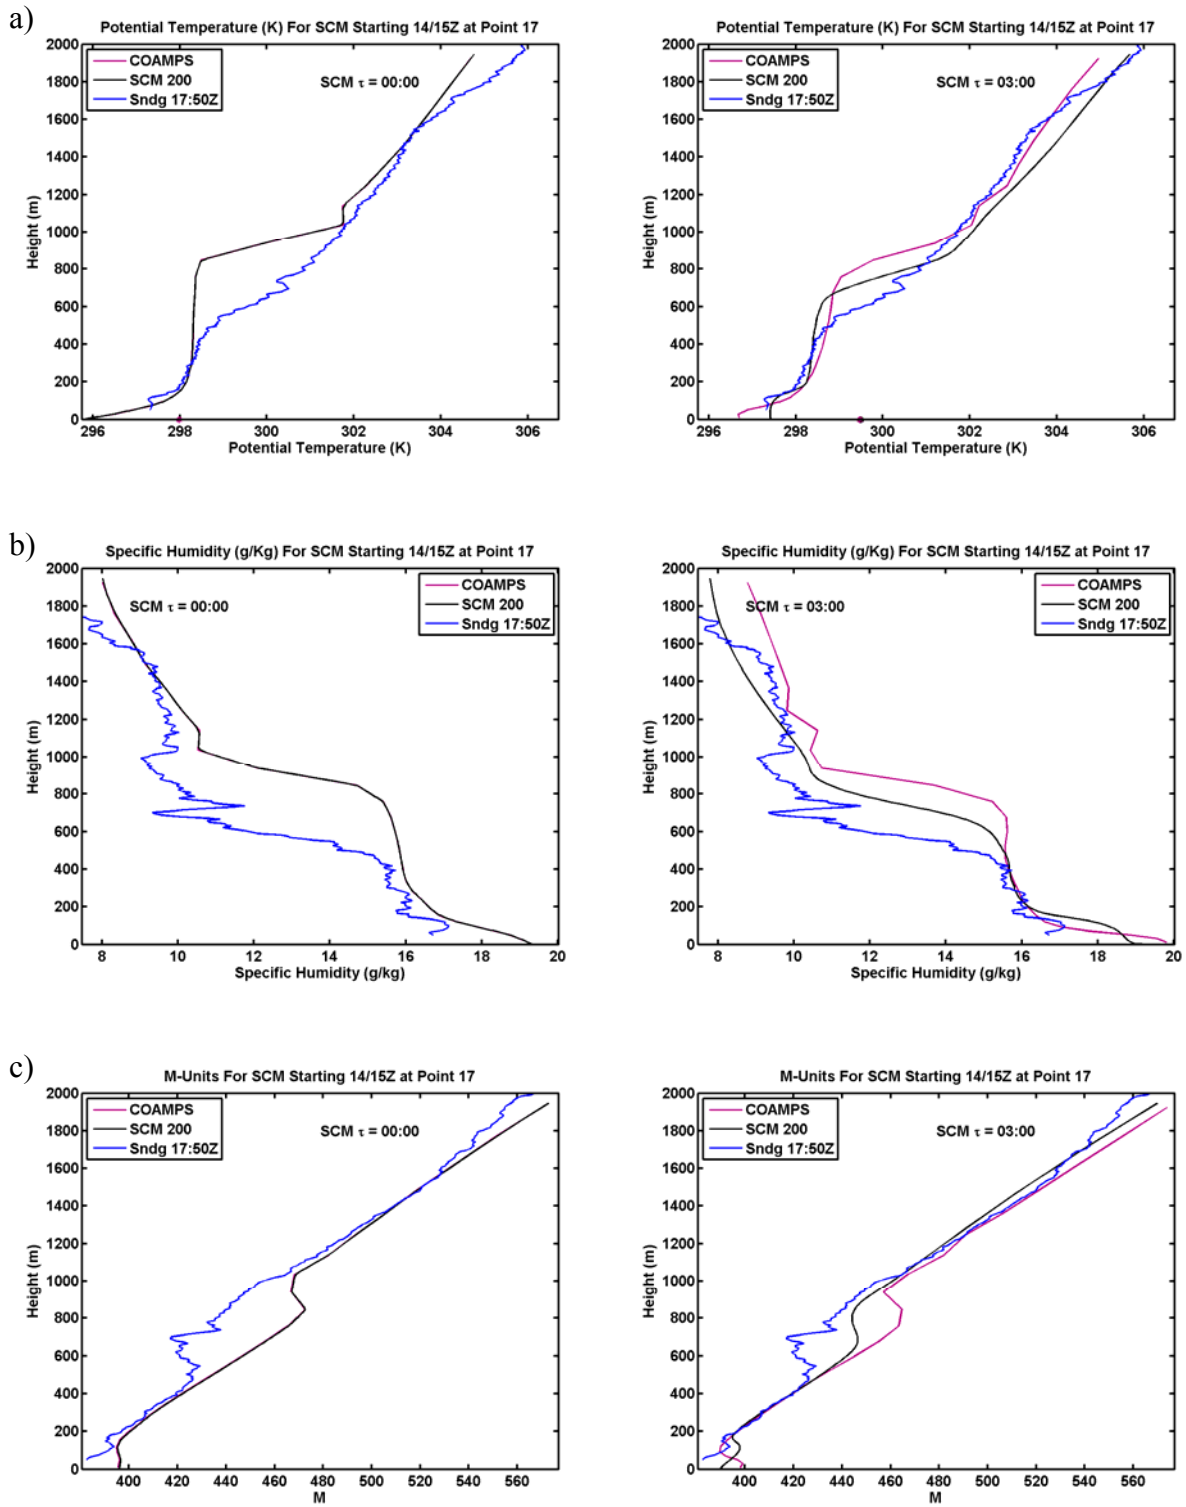 a)
Potential Temperature (K) For SCM Starting 14/15Z at Point 17
2000
1800
1600
1400
1200
1000
800
600
400
200
0
Height (m)
COAMPS
SCM 200
Sndg 17:50Z
SCM τ = 00:00
296 298 300 302 304 306
Potential Temperature (K)
Potential Temperature (K) For SCM Starting 14/15Z at Point 17
2000
1800
1600
1400
1200
1000
800
600
400
200
0
Height (m)
COAMPS
SCM 200
Sndg 17:50Z
SCM τ = 03:00
296 298 300 302 304 306
Potential Temperature (K)
b)
Specific Humidity (g/Kg) For SCM Starting 14/15Z at Point 17
2000
1800
1600
1400
1200
1000
800
600
400
200
0
Height (m)
SCM τ = 00:00
COAMPS
SCM 200
Sndg 17:50Z
8 10 12 14 16 18 20
Specific Humidity (g/kg)
Specific Humidity (g/Kg) For SCM Starting 14/15Z at Point 17
2000
1800
1600
1400
1200
1000
800
600
400
200
0
Height (m)
SCM τ = 03:00
COAMPS
SCM 200
Sndg 17:50Z
8 10 12 14 16 18 20
Specific Humidity (g/kg)
c)
M-Units For SCM Starting 14/15Z at Point 17
2000
1800
1600
1400
1200
1000
800
600
400
200
0
Height (m)
COAMPS
SCM 200
Sndg 17:50Z
SCM τ = 00:00
400 420 440 460 480 500 520 540 560
M
M-Units For SCM Starting 14/15Z at Point 17
2000
1800
1600
1400
1200
1000
800
600
400
200
0
Height (m)
COAMPS
SCM 200
Sndg 17:50Z
SCM τ = 03:00
400 420 440 460 480 500 520 540 560
M